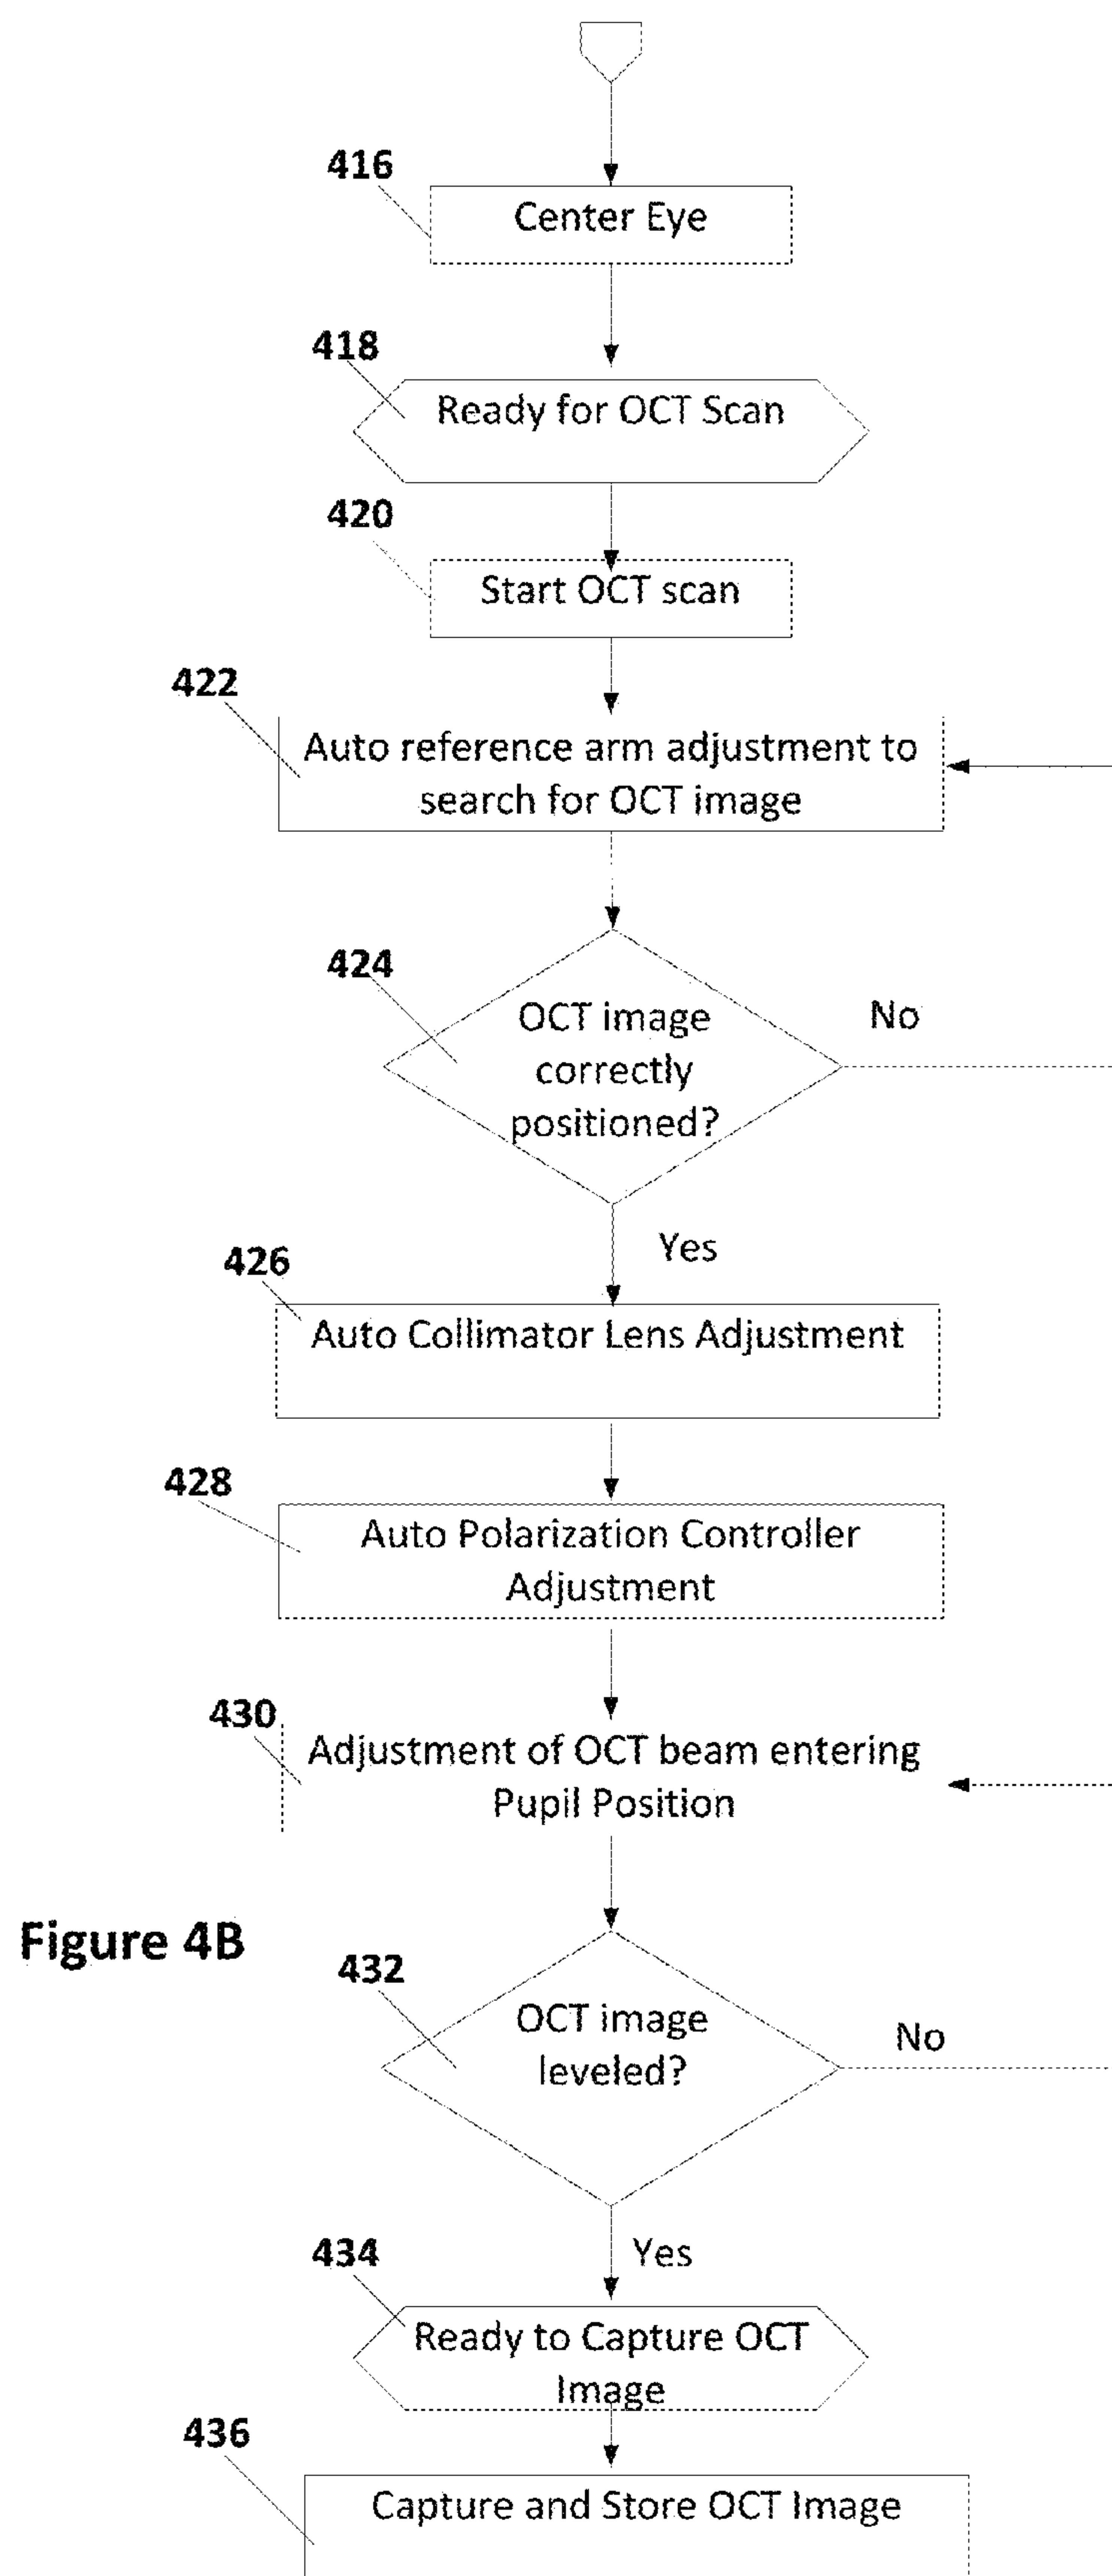 416
Center Eye
418
Ready for OCT Scan
420
Start OCT scan
422
Auto reference arm adjustment to
search for OCT image
424
OCT image
correctly
positioned?
No
Yes
426
Auto Collimator Lens Adjustment
428
Auto Polarization Controller
Adjustment
430
Adjustment of OCT beam entering
Pupil Position
Figure 4B
432
OCT image
leveled?
No
Yes
434
Ready to Capture OCT
Image
436
Capture and Store OCT Image